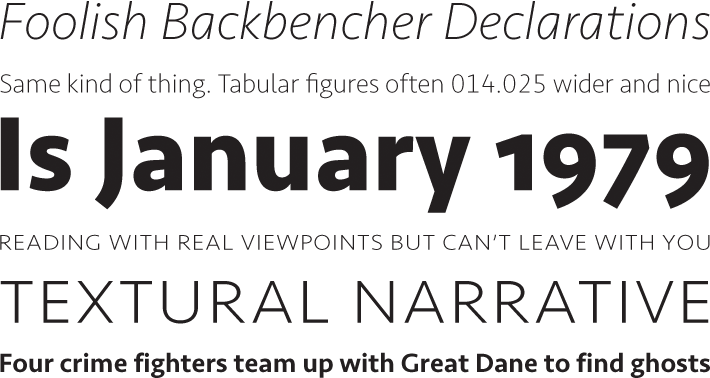 Foolish Backbencher Declarations
Same kind of thing. Tabular figures often 014.025 wider and nice
Is January 1979
READING WITH REAL VIEWPOINTS BUT CAN’T LEAVE WITH YOU
TEXTURAL NARRATIVE
Four crime fighters team up with Great Dane to find ghosts